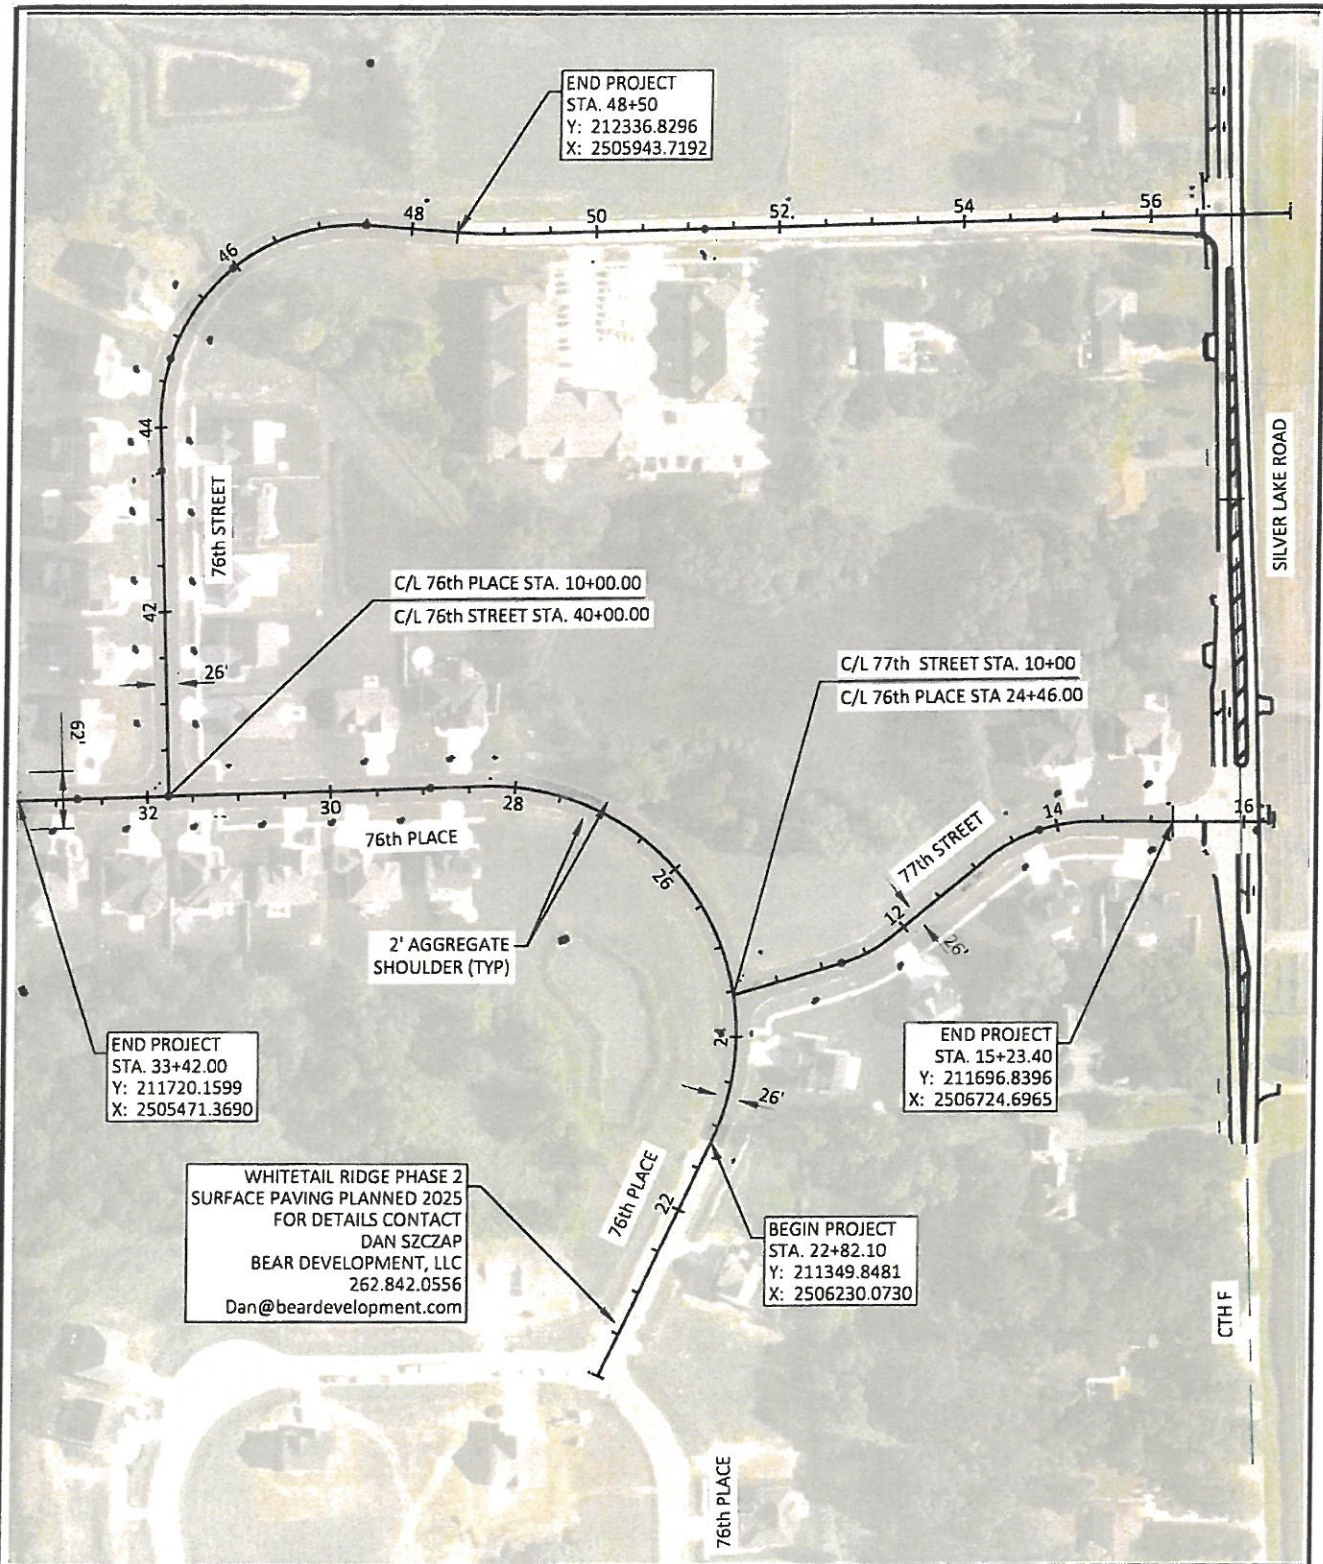 END PROJECT
STA. 48+50
Y: 212336.8296
X: 2505943.7192
48
50
52
54
56
46
44
76th STREET
42
26'
62'
C/L 76th PLACE STA. 10+00.00
C/L 76th STREET STA. 40+00.00
SILVER LAKE ROAD
C/L 77th STREET STA. 10+00
C/L 76th PLACE STA 24+46.00
32
30
28
76th PLACE
26
14
16
77th STREET
12
26'
2' AGGREGATE
SHOULDER (TYP)
24
26'
END PROJECT
STA. 33+42.00
Y: 211720.1599
X: 2505471.3690
END PROJECT
STA. 15+23.40
Y: 211696.8396
X: 2506724.6965
WHITETAIL RIDGE PHASE 2
SURFACE PAVING PLANNED 2025
FOR DETAILS CONTACT
DAN SZCZAP
BEAR DEVELOPMENT, LLC
262.842.0556
Dan@beardevelopment.com
76th PLACE
22
BEGIN PROJECT
STA. 22+82.10
Y: 211349.8481
X: 2506230.0730
CTH F
76th PLACE